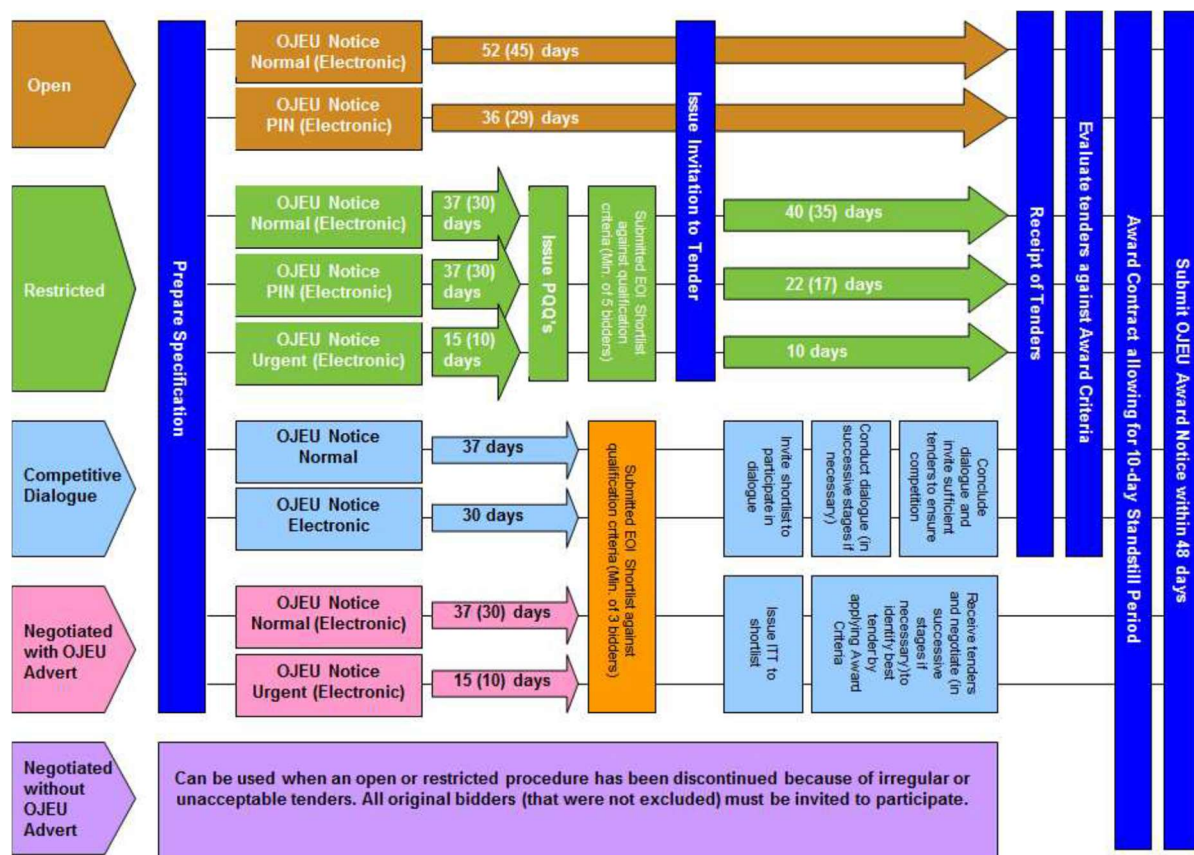 Open
Prepare Specification
OJEU Notice
Normal (Electronic)
52 (45) days
OJEU Notice
PIN (Electronic)
36 (29) days
Issue Invitation to Tender
Receipt of Tenders
Evaluate tenders against Award Criteria
Award Contract allowing for 10-day Standstill Period
Submit OJEU Award Notice within 48 days
Restricted
OJEU Notice
Normal (Electronic)
37 (30)
days
OJEU Notice
PIN (Electronic)
37 (30)
days
OJEU Notice
Urgent (Electronic)
15 (10)
days
Issue PQQ's
Submitted EOI Shortlist
against qualification
criteria (Min. of 5 bidders)
40 (35) days
22 (17) days
10 days
Competitive
Dialogue
OJEU Notice
Normal
37 days
OJEU Notice
Electronic
30 days
Submitted EOI Shortlist against
qualification criteria (Min. of 3 bidders)
Invite shortlist to
participate in
dialogue
Conduct dialogue (in
successive stages if
necessary)
Conclude
dialogue and
invite sufficient
tenders to ensure
competition
Negotiated
with OJEU
Advert
OJEU Notice
Normal (Electronic)
37 (30) days
OJEU Notice
Urgent (Electronic)
15 (10) days
Issue ITT to
shortlist
Receive tenders
and negotiate (in
successive
stages if
necessary) to
identify best
tender by
applying Award
Criteria
Negotiated
without
OJEU
Advert
Can be used when an open or restricted procedure has been discontinued because of irregular or
unacceptable tenders. All original bidders (that were not excluded) must be invited to participate.